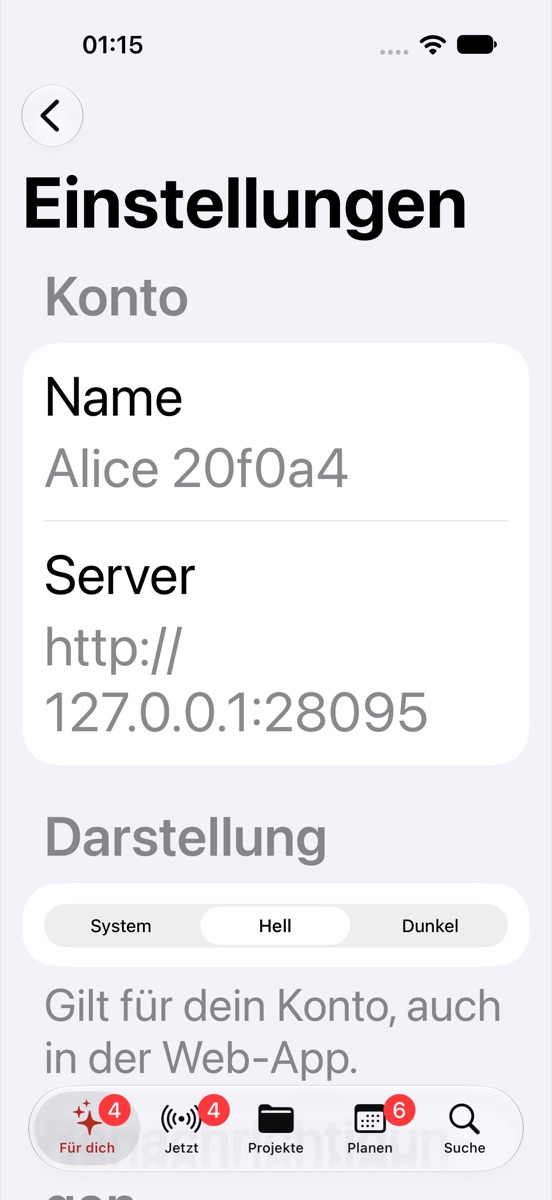 01:15
Einstellungen
Konto
Name
Alice 20f0a4
Server
http://
127.0.0.1:28095
Darstellung
System
Hell
Dunkel
Gilt für dein Konto, auch
in der Web-App.
4
4
6
Für dich
Jetzt
Projekte
Planen
Suche